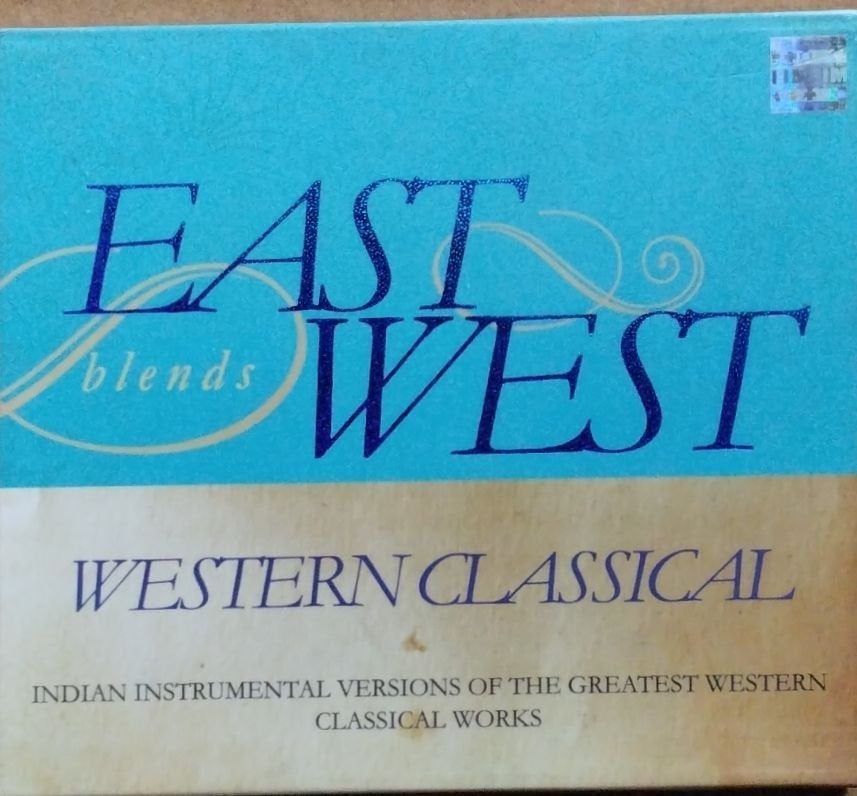 EAST
blends
WEST
WESTERN CLASSICAL
INDIAN INSTRUMENTAL VERSIONS OF THE GREATEST WESTERN
CLASSICAL WORKS